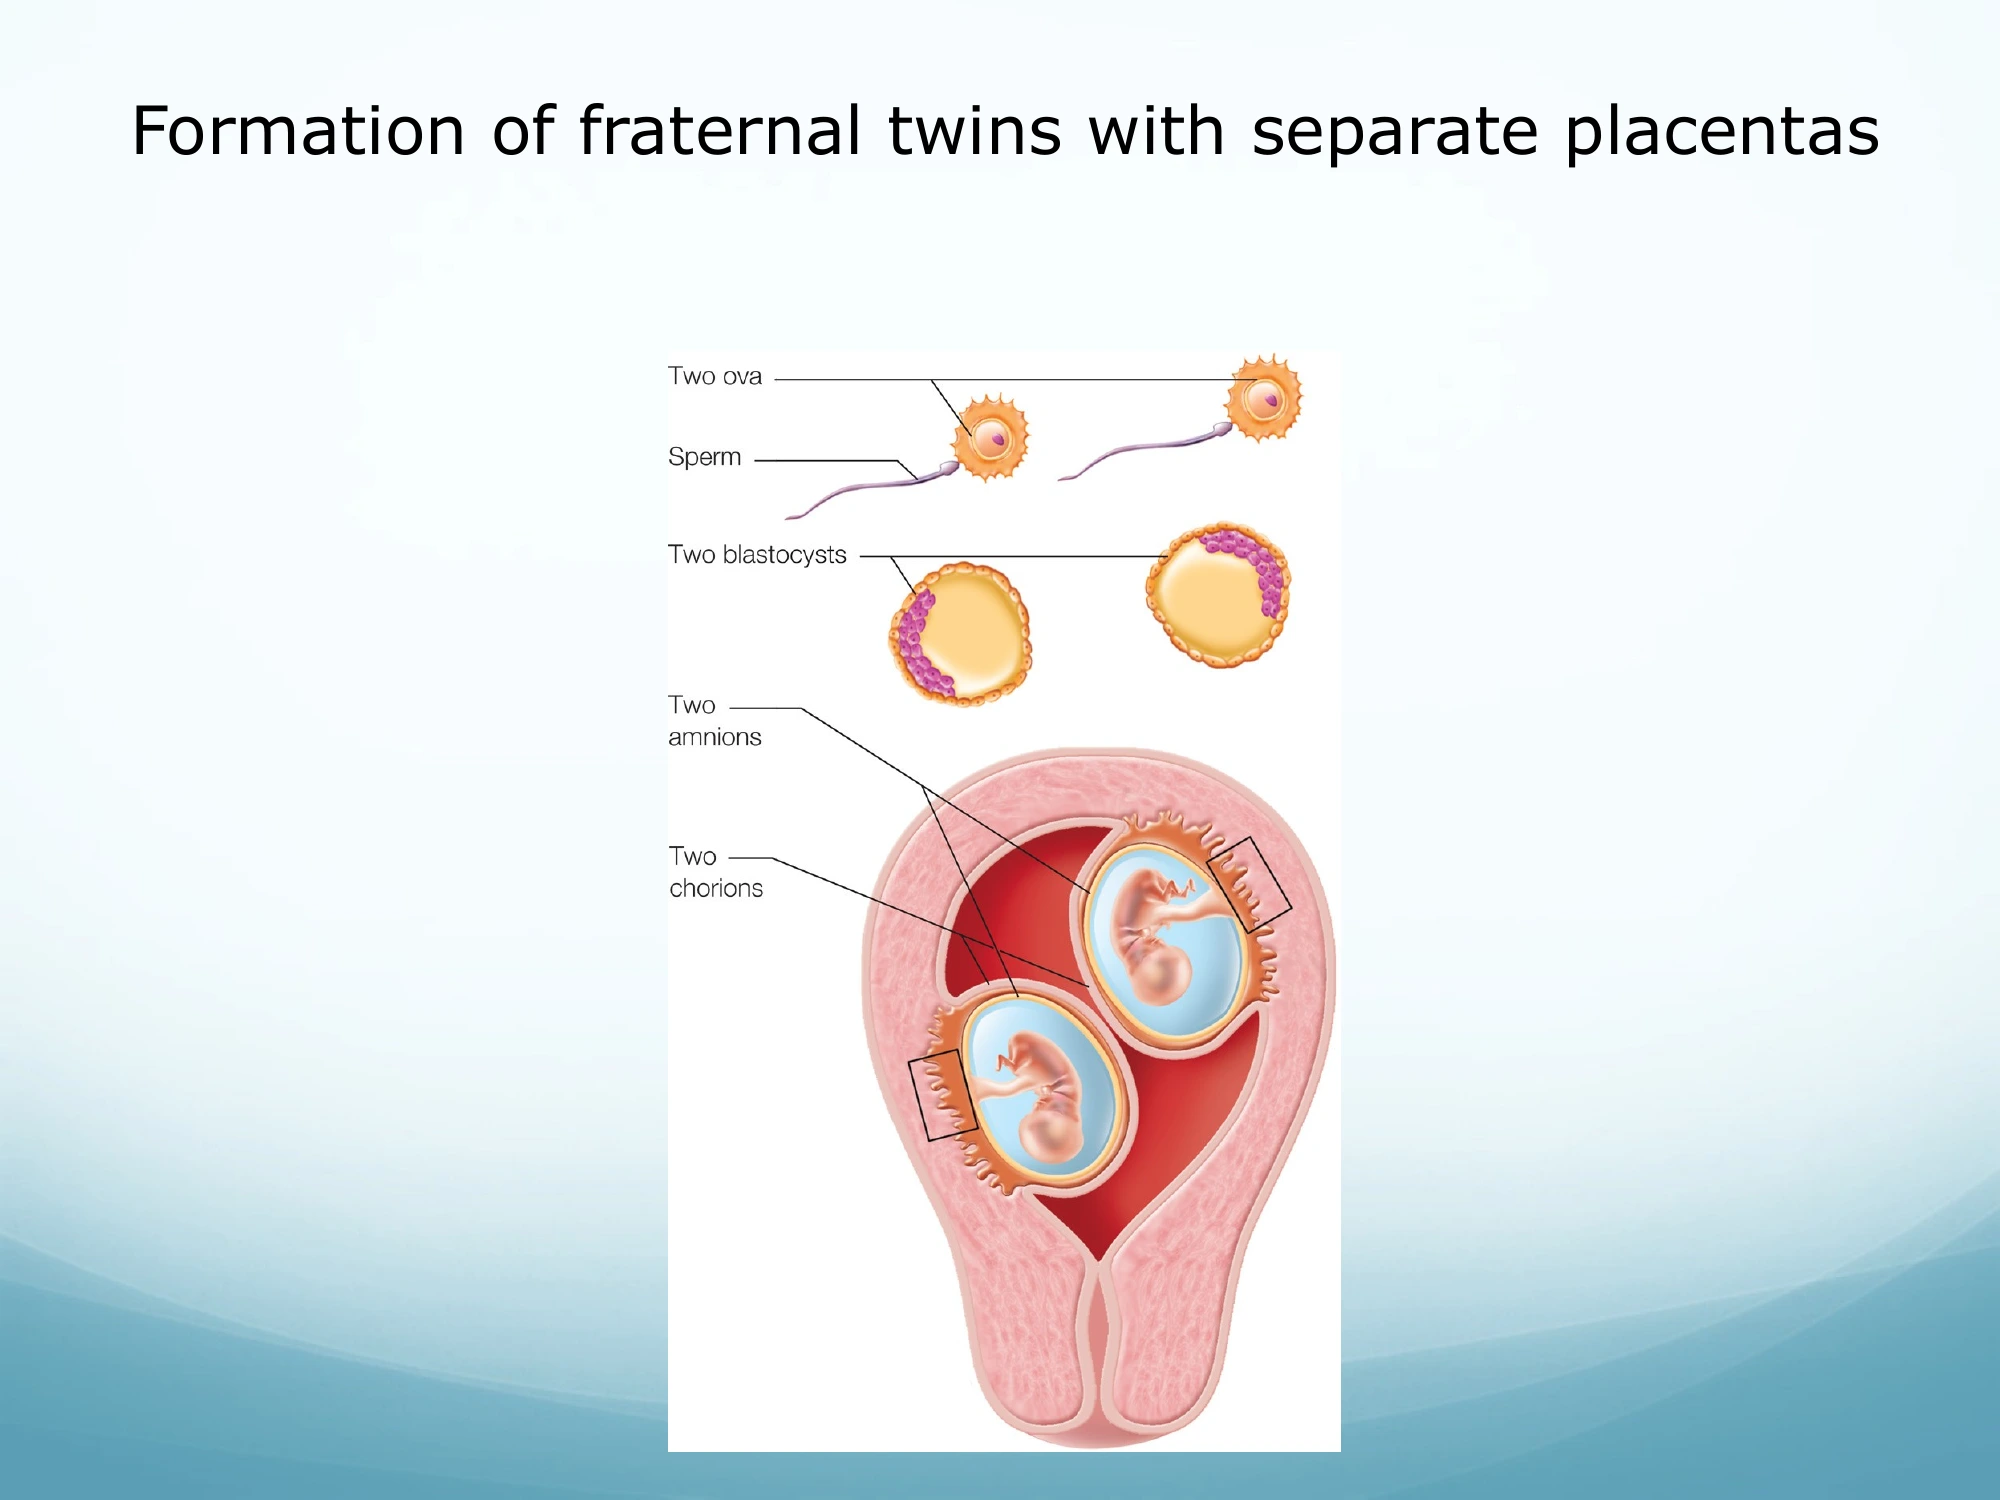 Formation of fraternal twins with separate placentas
Two ova
Sperm
Two blastocysts
Two
amnions
Two
chorions